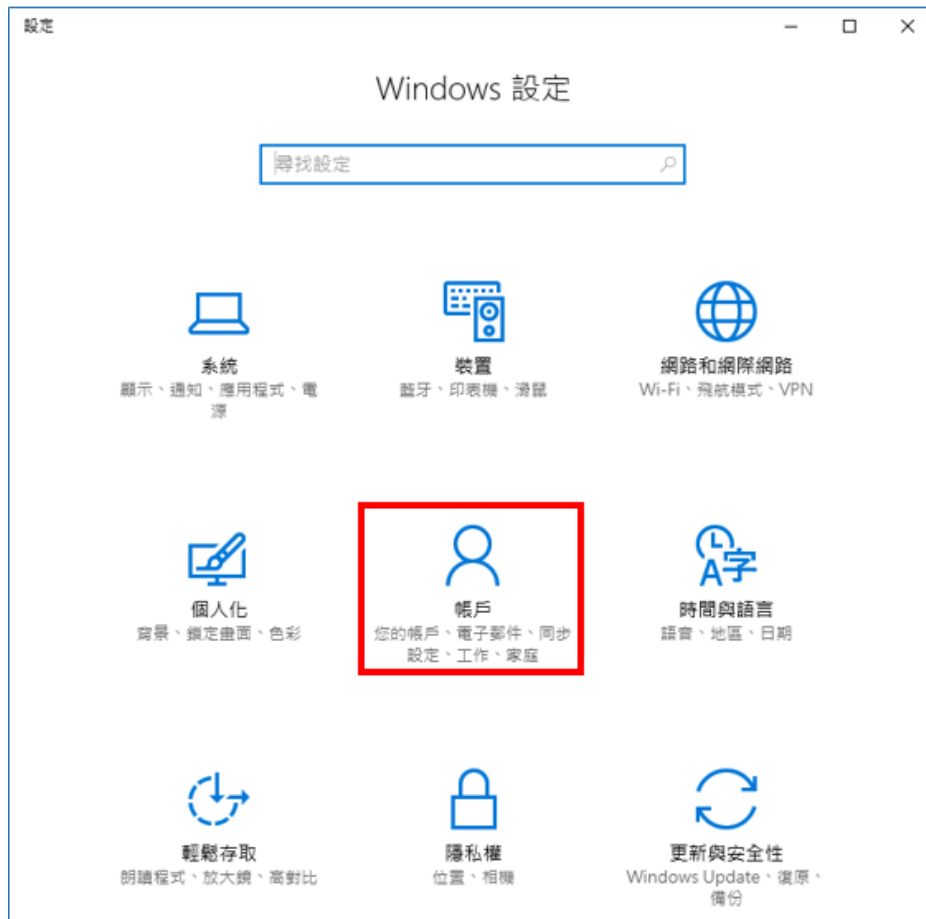 設定
Windows 設定
尋找設定
系統
顯示、通知、應用程式、電
源
裝置
藍牙、印表機、滑鼠
網路和網際網路
Wi-Fi、飛航模式、VPN
個人化
背景、鎖定畫面、色彩
帳戶
您的帳戶、電子郵件、同步
設定、工作、家庭
時間與語言
語音、地區、日期
輕鬆存取
朗讀程式、放大鏡、高對比
隱私權
位置、相機
更新與安全性
Windows Update、復原、
備份